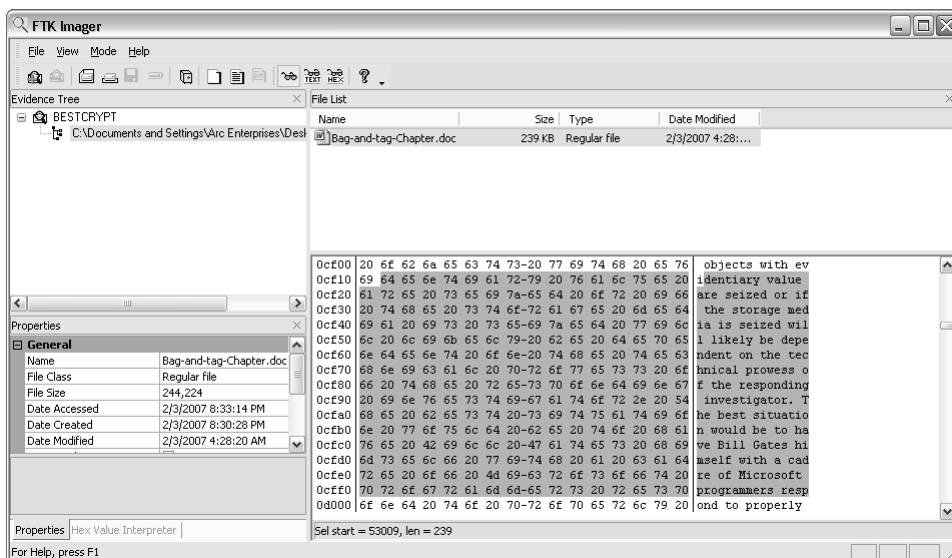 FTK Imager
File View Mode Help
Evidence Tree
BESTCRYPT
C:\Documents and Settings\Arc Enterprises\Desk
File List
Name Size Type Date Modified
Bag-and-tag-Chapter.doc 239 KB Regular file 2/3/2007 4:28:...
Properties
General
Name Bag-and-tag-Chapter.doc
File Class Regular file
File Size 244,224
Date Accessed 2/3/2007 8:33:14 PM
Date Created 2/3/2007 8:30:28 PM
Date Modified 2/3/2007 4:28:20 AM
Properties Hex Value Interpreter
0cf00 20 6f 62 6a 65 63 74 73-20 77 69 74 68 20 65 76 objects with ev
0cf10 69 64 65 6e 74 69 61 72-79 20 76 61 6c 75 65 20 identiary value
0cf20 61 72 65 20 73 65 69 7a-65 64 20 6f 72 20 69 66 are seized or if
0cf30 20 74 68 65 20 73 74 6f-72 61 67 65 20 6d 65 64 the storage med
0cf40 69 61 20 69 73 20 73 65-69 7a 65 64 20 77 69 6c ia is seized wil
0cf50 6c 20 6c 69 6b 65 6c 79-20 62 65 20 64 65 70 65 l likely be depe
0cf60 6e 64 65 6e 74 20 6f 6e-20 74 68 65 20 74 65 63 ndent on the tec
0cf70 68 6e 69 63 61 6c 20 70-72 6f 77 65 73 73 20 6f hnical prowess o
0cf80 66 20 74 68 65 20 72 65-73 70 6f 6e 64 69 6e 67 f the responding
0cf90 20 69 6e 76 65 73 74 69-67 61 74 6f 72 2e 20 54 investigator. T
0cfa0 68 65 20 62 65 73 74 20-73 69 74 75 61 74 69 6f he best situatio
0cfb0 6e 20 77 6f 75 6c 64 20-62 65 20 74 6f 20 68 61 n would be to ha
0cfc0 76 65 20 42 69 6c 6c 20-47 61 74 65 73 20 68 69 ve Bill Gates hi
0cfd0 6d 73 65 6c 66 20 77 69-74 68 20 61 20 63 61 64 mself with a cad
0cfe0 72 65 20 6f 66 20 4d 69-63 72 6f 73 6f 66 74 20 re of Microsoft
0cff0 70 72 6f 67 72 61 6d 6d-65 72 73 20 72 65 73 70 programmers resp
0d000 6f 6e 64 20 74 6f 20 70-72 6f 70 65 72 6c 79 20 ond to properly
Sel start = 53009, len = 239
For Help, press F1